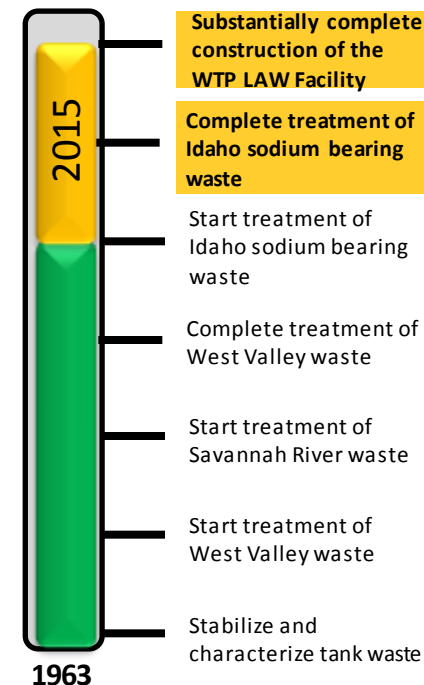 Substantially complete
construction of the
WTP LAW Facility
2015
Complete treatment of
Idaho sodium bearing
waste
Start treatment of
Idaho sodium bearing
waste
Complete treatment of
West Valley waste
Start treatment of
Savannah River waste
Start treatment of
West Valley waste
Stabilize and
characterize tank waste
1963